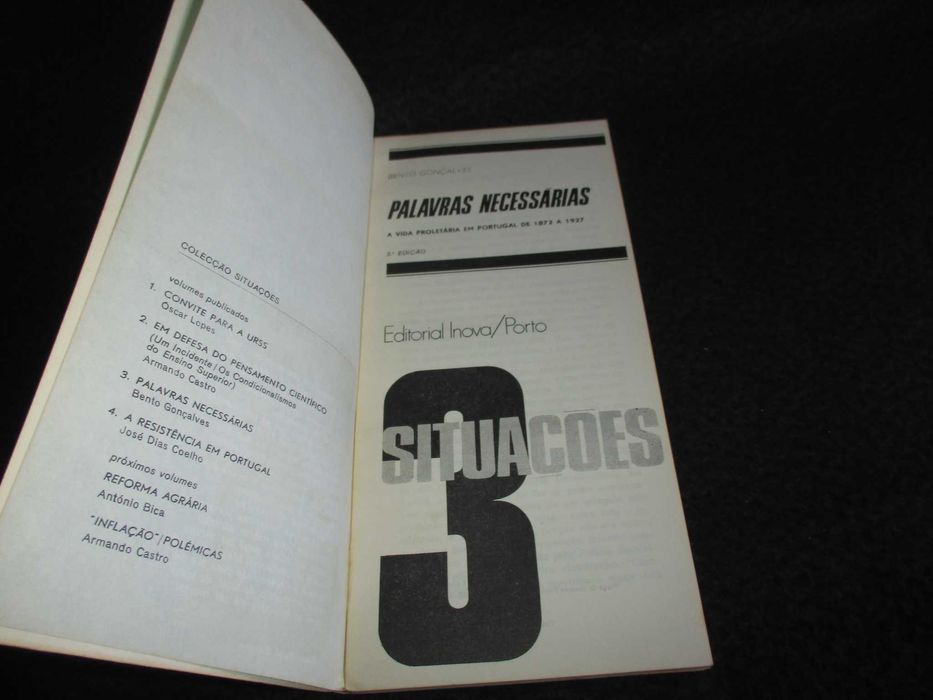 COLECÇÃO SITUAÇÕES
volumes publicados
1. CONVITE PARA A URSS
Óscar Lopes
2. EM DEFESA DO PENSAMENTO CIENTÍFICO
(Um Incidente/Os Condicionalismos
do Ensino Superior)
Armando Castro
3. PALAVRAS NECESSÁRIAS
Bento Gonçalves
4. A RESISTÊNCIA EM PORTUGAL
José Dias Coelho
próximos volumes
REFORMA AGRÁRIA
António Bica
"INFLAÇÃO"/POLÉMICAS
Armando Castro
BENTO GONÇALVES
PALAVRAS NECESSÁRIAS
A VIDA PROLETÁRIA EM PORTUGAL DE 1872 A 1927
2.ª EDIÇÃO
Editorial Inova/Porto
3
SITUAÇÕES